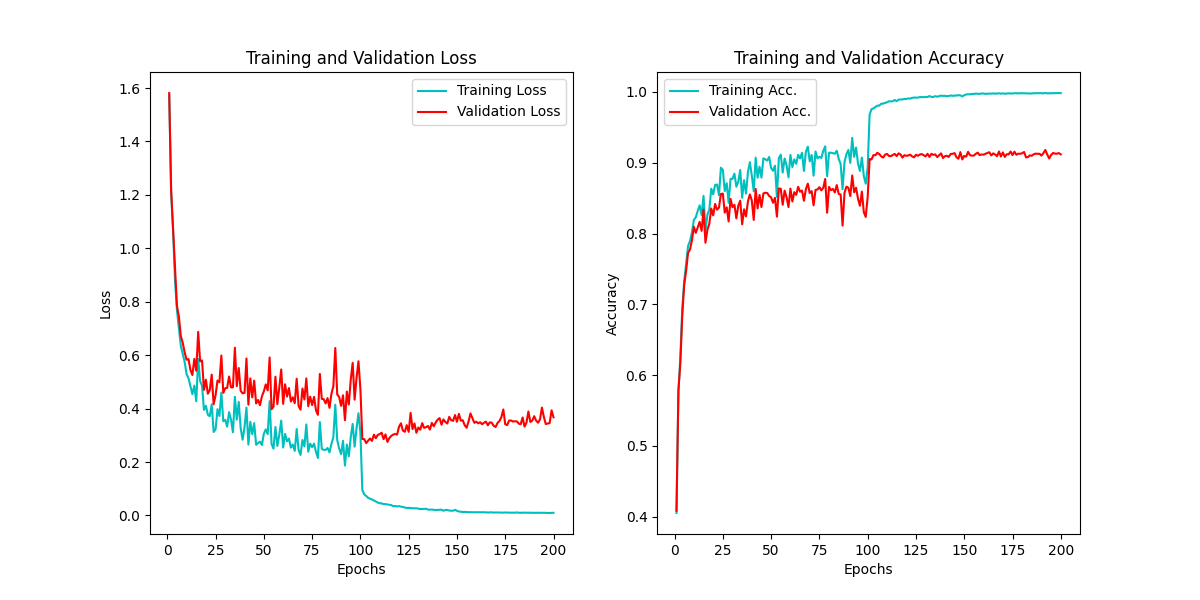 Training and Validation Loss
Training Loss
Validation Loss
1.6
1.4
1.2
1.0
0.8
0.6
0.4
0.2
0.0
Loss
0 25 50 75 100 125 150 175 200
Epochs
Training and Validation Accuracy
Training Acc.
Validation Acc.
1.0
0.9
0.8
0.7
0.6
0.5
0.4
Accuracy
0 25 50 75 100 125 150 175 200
Epochs